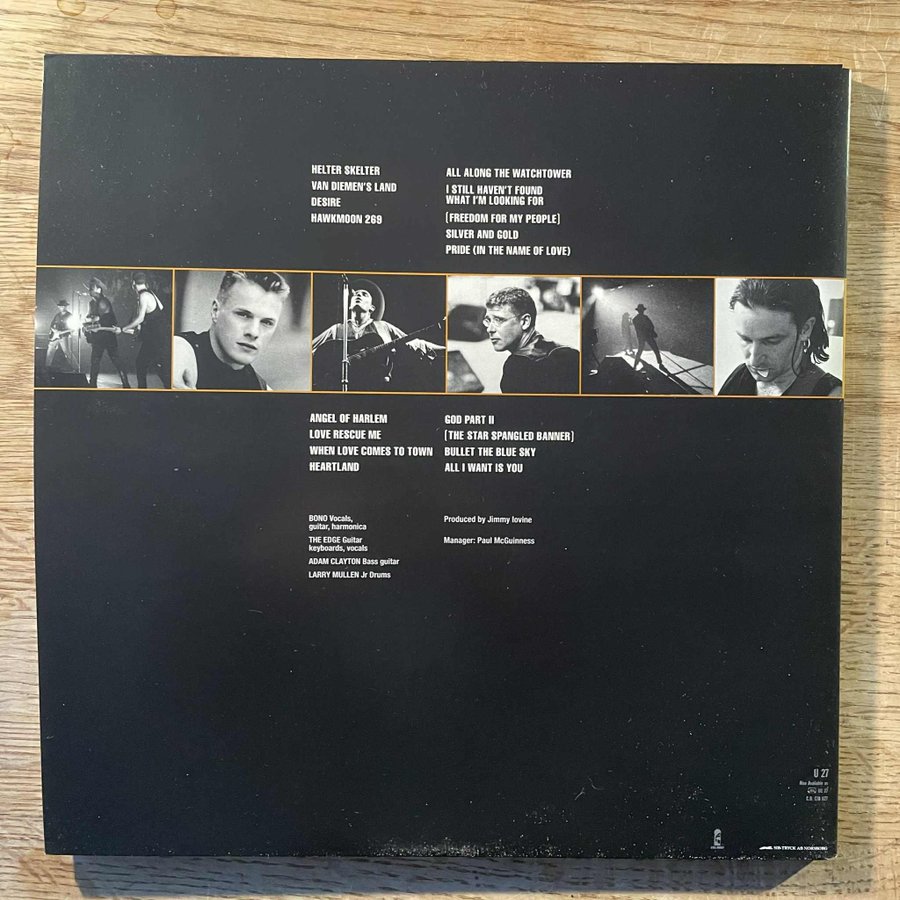 HELTER SKELTER
VAN DIEMEN'S LAND
DESIRE
HAWKMOON 269
ALL ALONG THE WATCHTOWER
I STILL HAVEN'T FOUND
WHAT I'M LOOKING FOR
(FREEDOM FOR MY PEOPLE)
SILVER AND GOLD
PRIDE (IN THE NAME OF LOVE)
ANGEL OF HARLEM
LOVE RESCUE ME
WHEN LOVE COMES TO TOWN
HEARTLAND
GOD PART II
(THE STAR SPANGLED BANNER)
BULLET THE BLUE SKY
ALL I WANT IS YOU
BONO Vocals,
guitar, harmonica
THE EDGE Guitar
keyboards, vocals
ADAM CLAYTON Bass guitar
LARRY MULLEN Jr Drums
Produced by Jimmy Iovine
Manager: Paul McGuinness
U 27
Also Available on